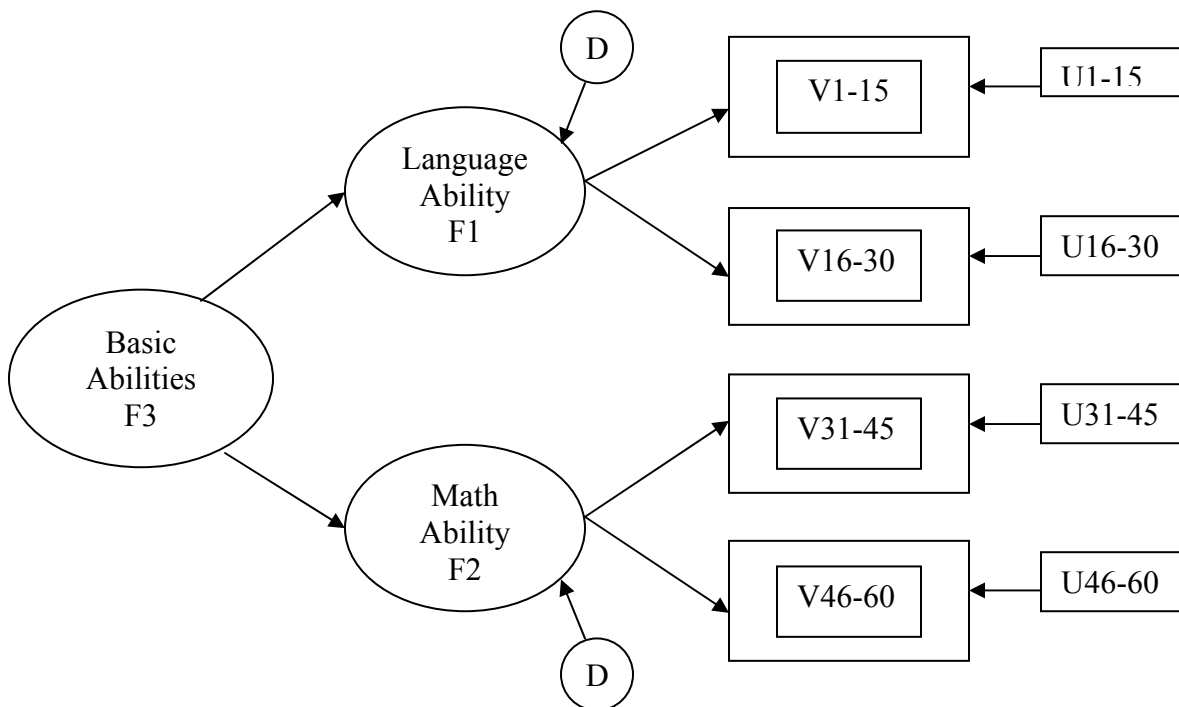 D
V1-15
U1-15
Language
Ability
F1
V16-30
U16-30
Basic
Abilities
F3
V31-45
U31-45
Math
Ability
F2
V46-60
U46-60
D